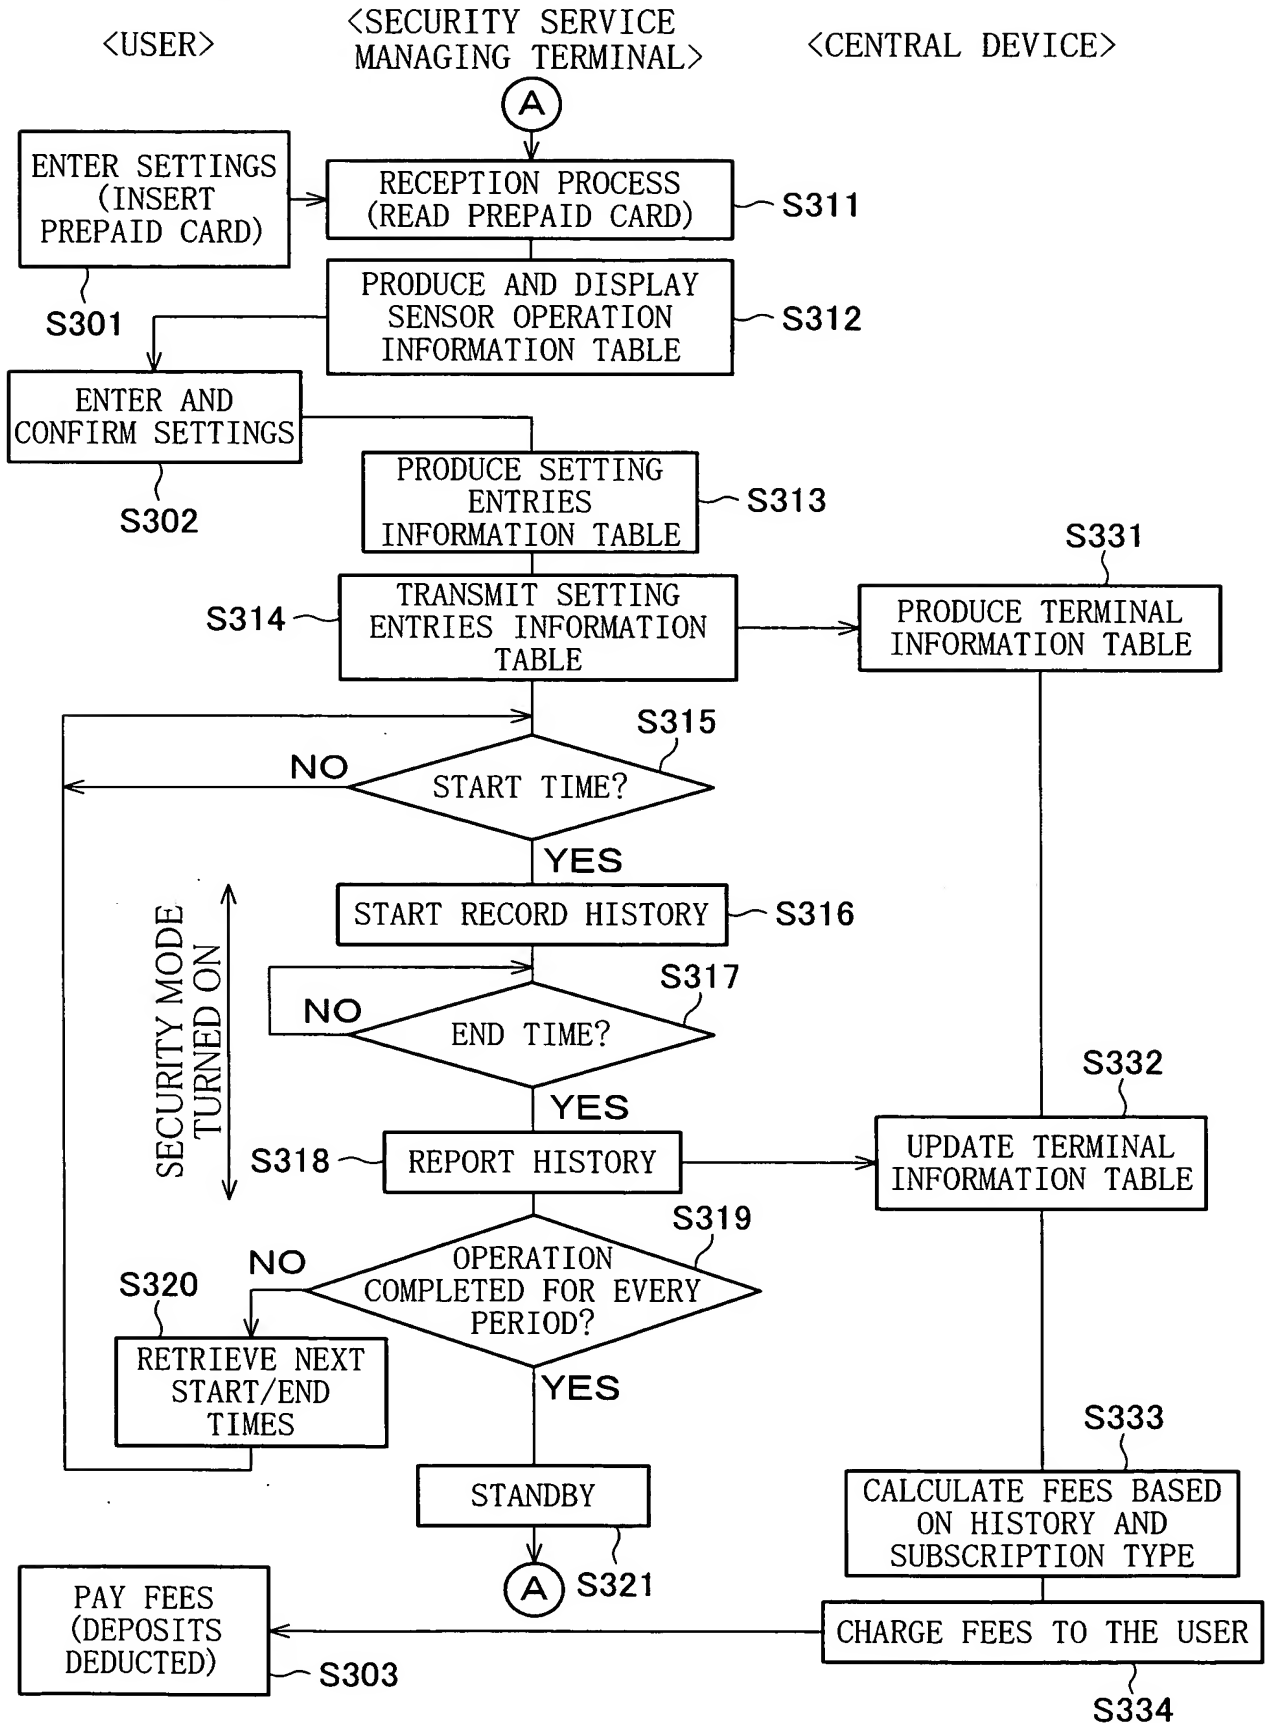 <USER>
<SECURITY SERVICE
MANAGING TERMINAL>
<CENTRAL DEVICE>
A
ENTER SETTINGS
(INSERT
PREPAID CARD)
S301
RECEPTION PROCESS
(READ PREPAID CARD)
S311
PRODUCE AND DISPLAY
SENSOR OPERATION
INFORMATION TABLE
S312
ENTER AND
CONFIRM SETTINGS
S302
PRODUCE SETTING
ENTRIES
INFORMATION TABLE
S313
S314
TRANSMIT SETTING
ENTRIES INFORMATION
TABLE
S331
PRODUCE TERMINAL
INFORMATION TABLE
S315
NO
START TIME?
YES
SECURITY MODE
TURNED ON
START RECORD HISTORY
S316
S317
NO
END TIME?
YES
S332
S318
REPORT HISTORY
UPDATE TERMINAL
INFORMATION TABLE
S319
NO
OPERATION
COMPLETED FOR EVERY
PERIOD?
S320
RETRIEVE NEXT
START/END
TIMES
YES
S333
STANDBY
CALCULATE FEES BASED
ON HISTORY AND
SUBSCRIPTION TYPE
S321
A
PAY FEES
(DEPOSITS
DEDUCTED)
S303
CHARGE FEES TO THE USER
S334